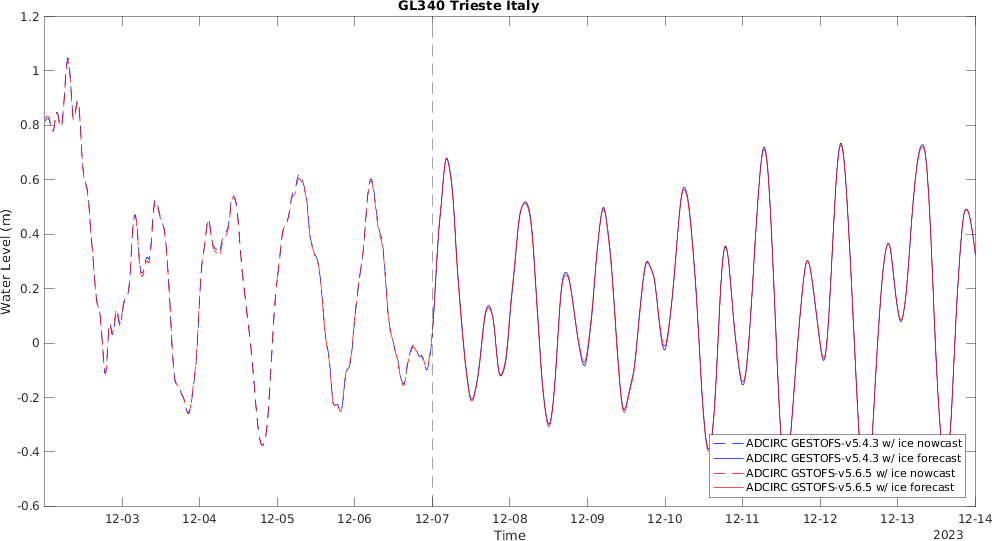 GL340 Trieste Italy
1.2
1
0.8
0.6
0.4
0.2
0
-0.2
-0.4
-0.6
Water Level (m)
ADCIRC GESTOFS-v5.4.3 w/ ice nowcast
ADCIRC GESTOFS-v5.4.3 w/ ice forecast
ADCIRC GSTOFS-v5.6.5 w/ ice nowcast
ADCIRC GSTOFS-v5.6.5 w/ ice forecast
12-03 12-04 12-05 12-06 12-07 12-08 12-09 12-10 12-11 12-12 12-13 12-14
Time
2023